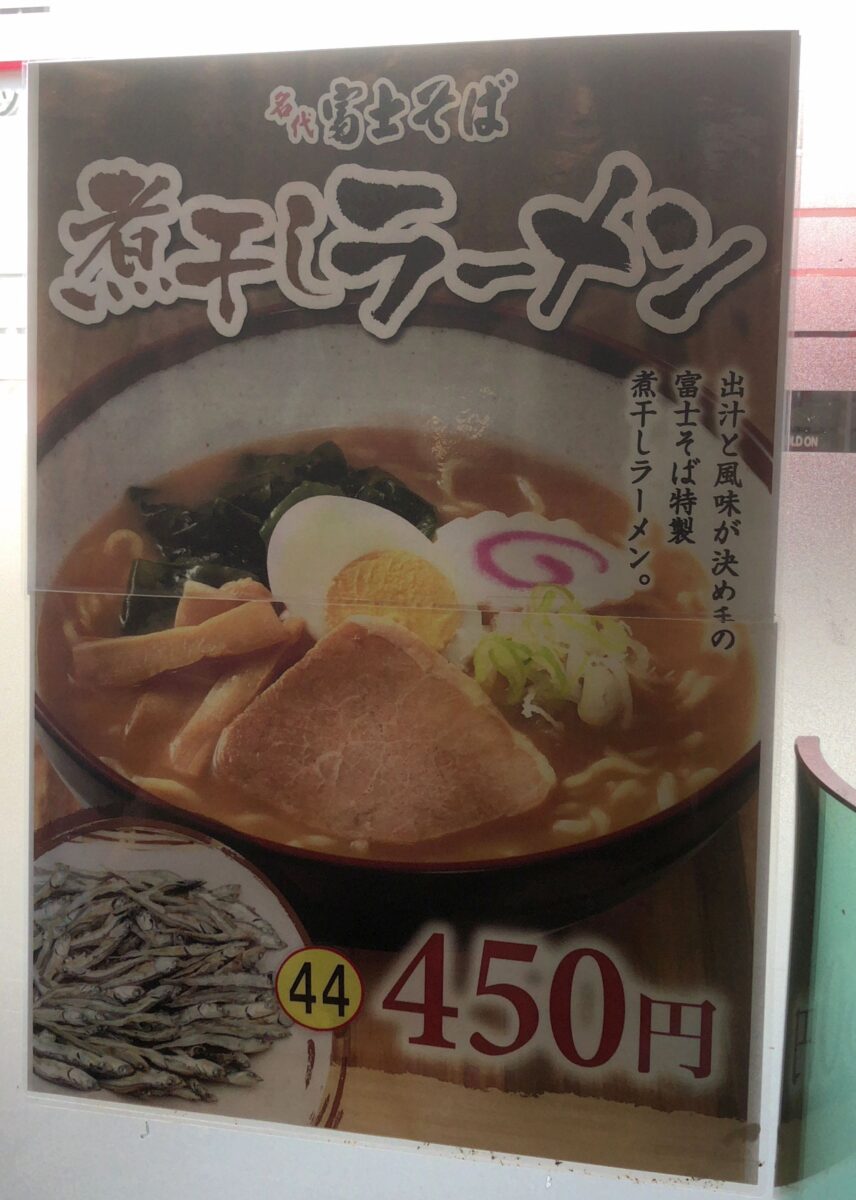 名代 富士そば
煮干しラーメン
出汁と風味が決め手の
富士そば特製
煮干しラーメン。
44
450円